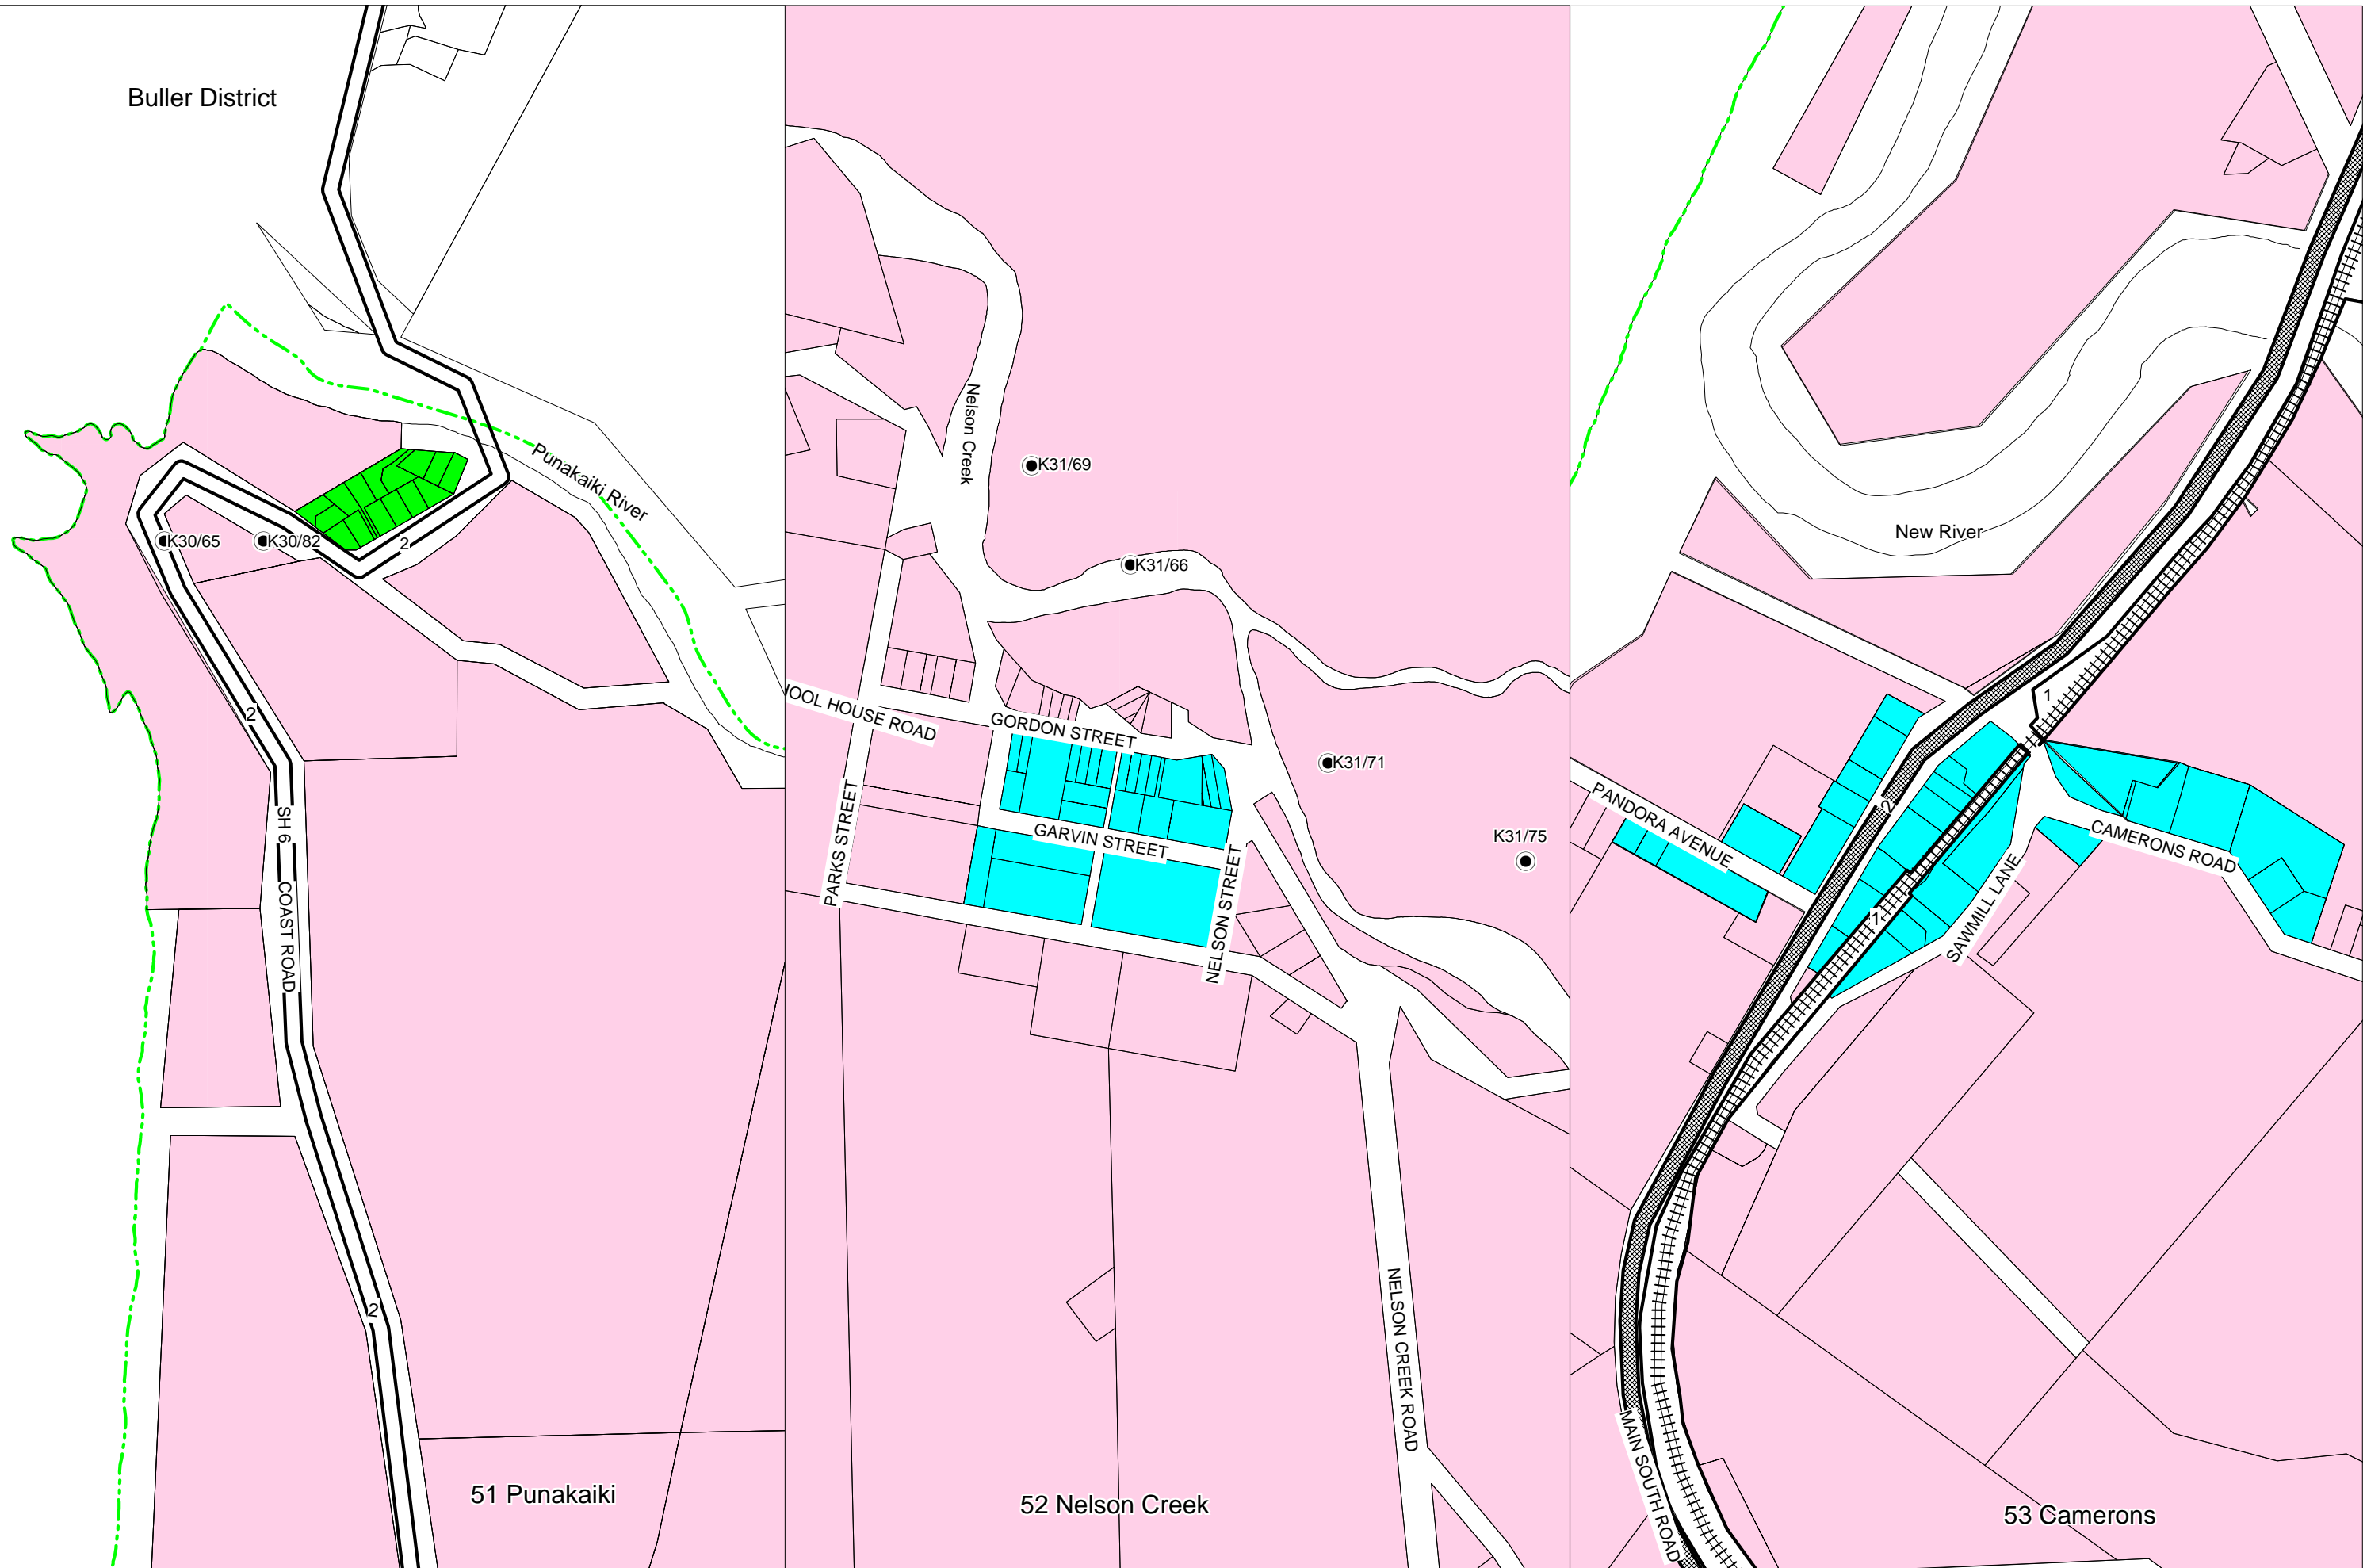 Buller District
Punakaiki River
K30/65
K30/82
2
2
SH 6
COAST ROAD
2
51 Punakaiki
Nelson Creek
K31/69
K31/66
HOOL HOUSE ROAD
GORDON STREET
K31/71
PARKS STREET
GARVIN STREET
K31/75
NELSON STREET
NELSON CREEK ROAD
52 Nelson Creek
New River
1
PANDORA AVENUE
2
CAMERONS ROAD
SAWMILL LANE
1
MAIN SOUTH ROAD
53 Camerons